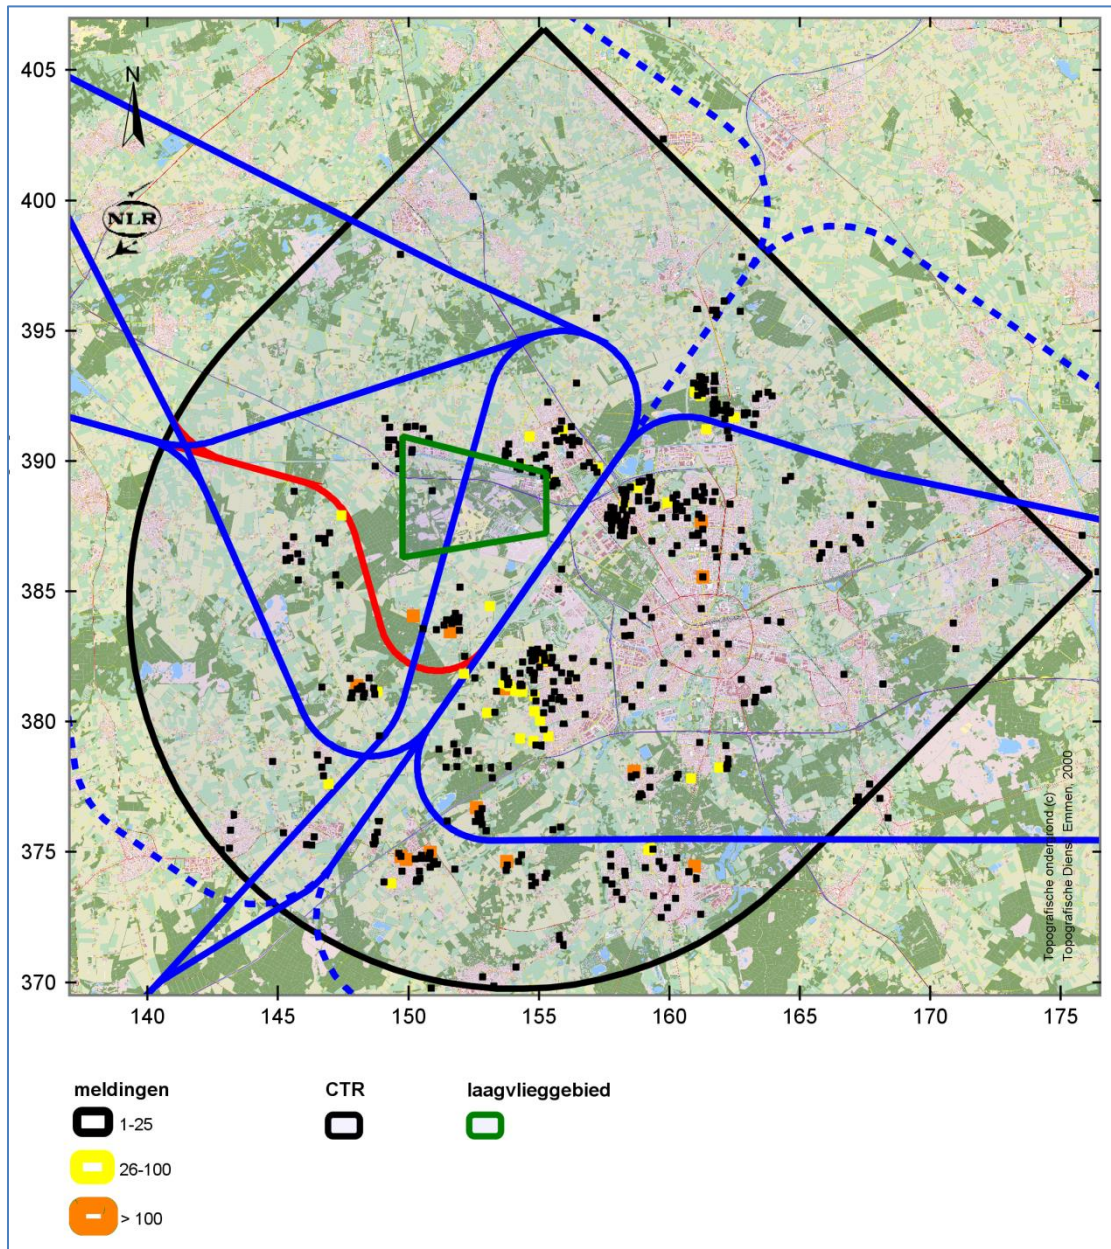 405
400
395
390
385
380
375
370
N
NLR
Topografische ondergrond (c)
Topografische Dienst, Emmen, 2000
140 145 150 155 160 165 170 175
meldingen CTR laagvlieggebied
1-25
26-100
> 100